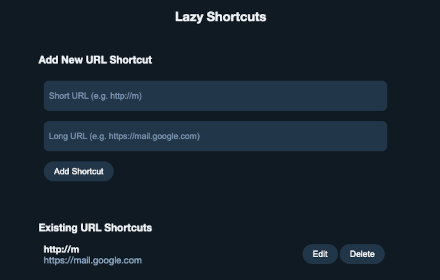 Lazy Shortcuts
Add New URL Shortcut
Short URL (e.g. http://m)
Long URL (e.g. https://mail.google.com)
Add Shortcut
Existing URL Shortcuts
http://m
https://mail.google.com
Edit
Delete